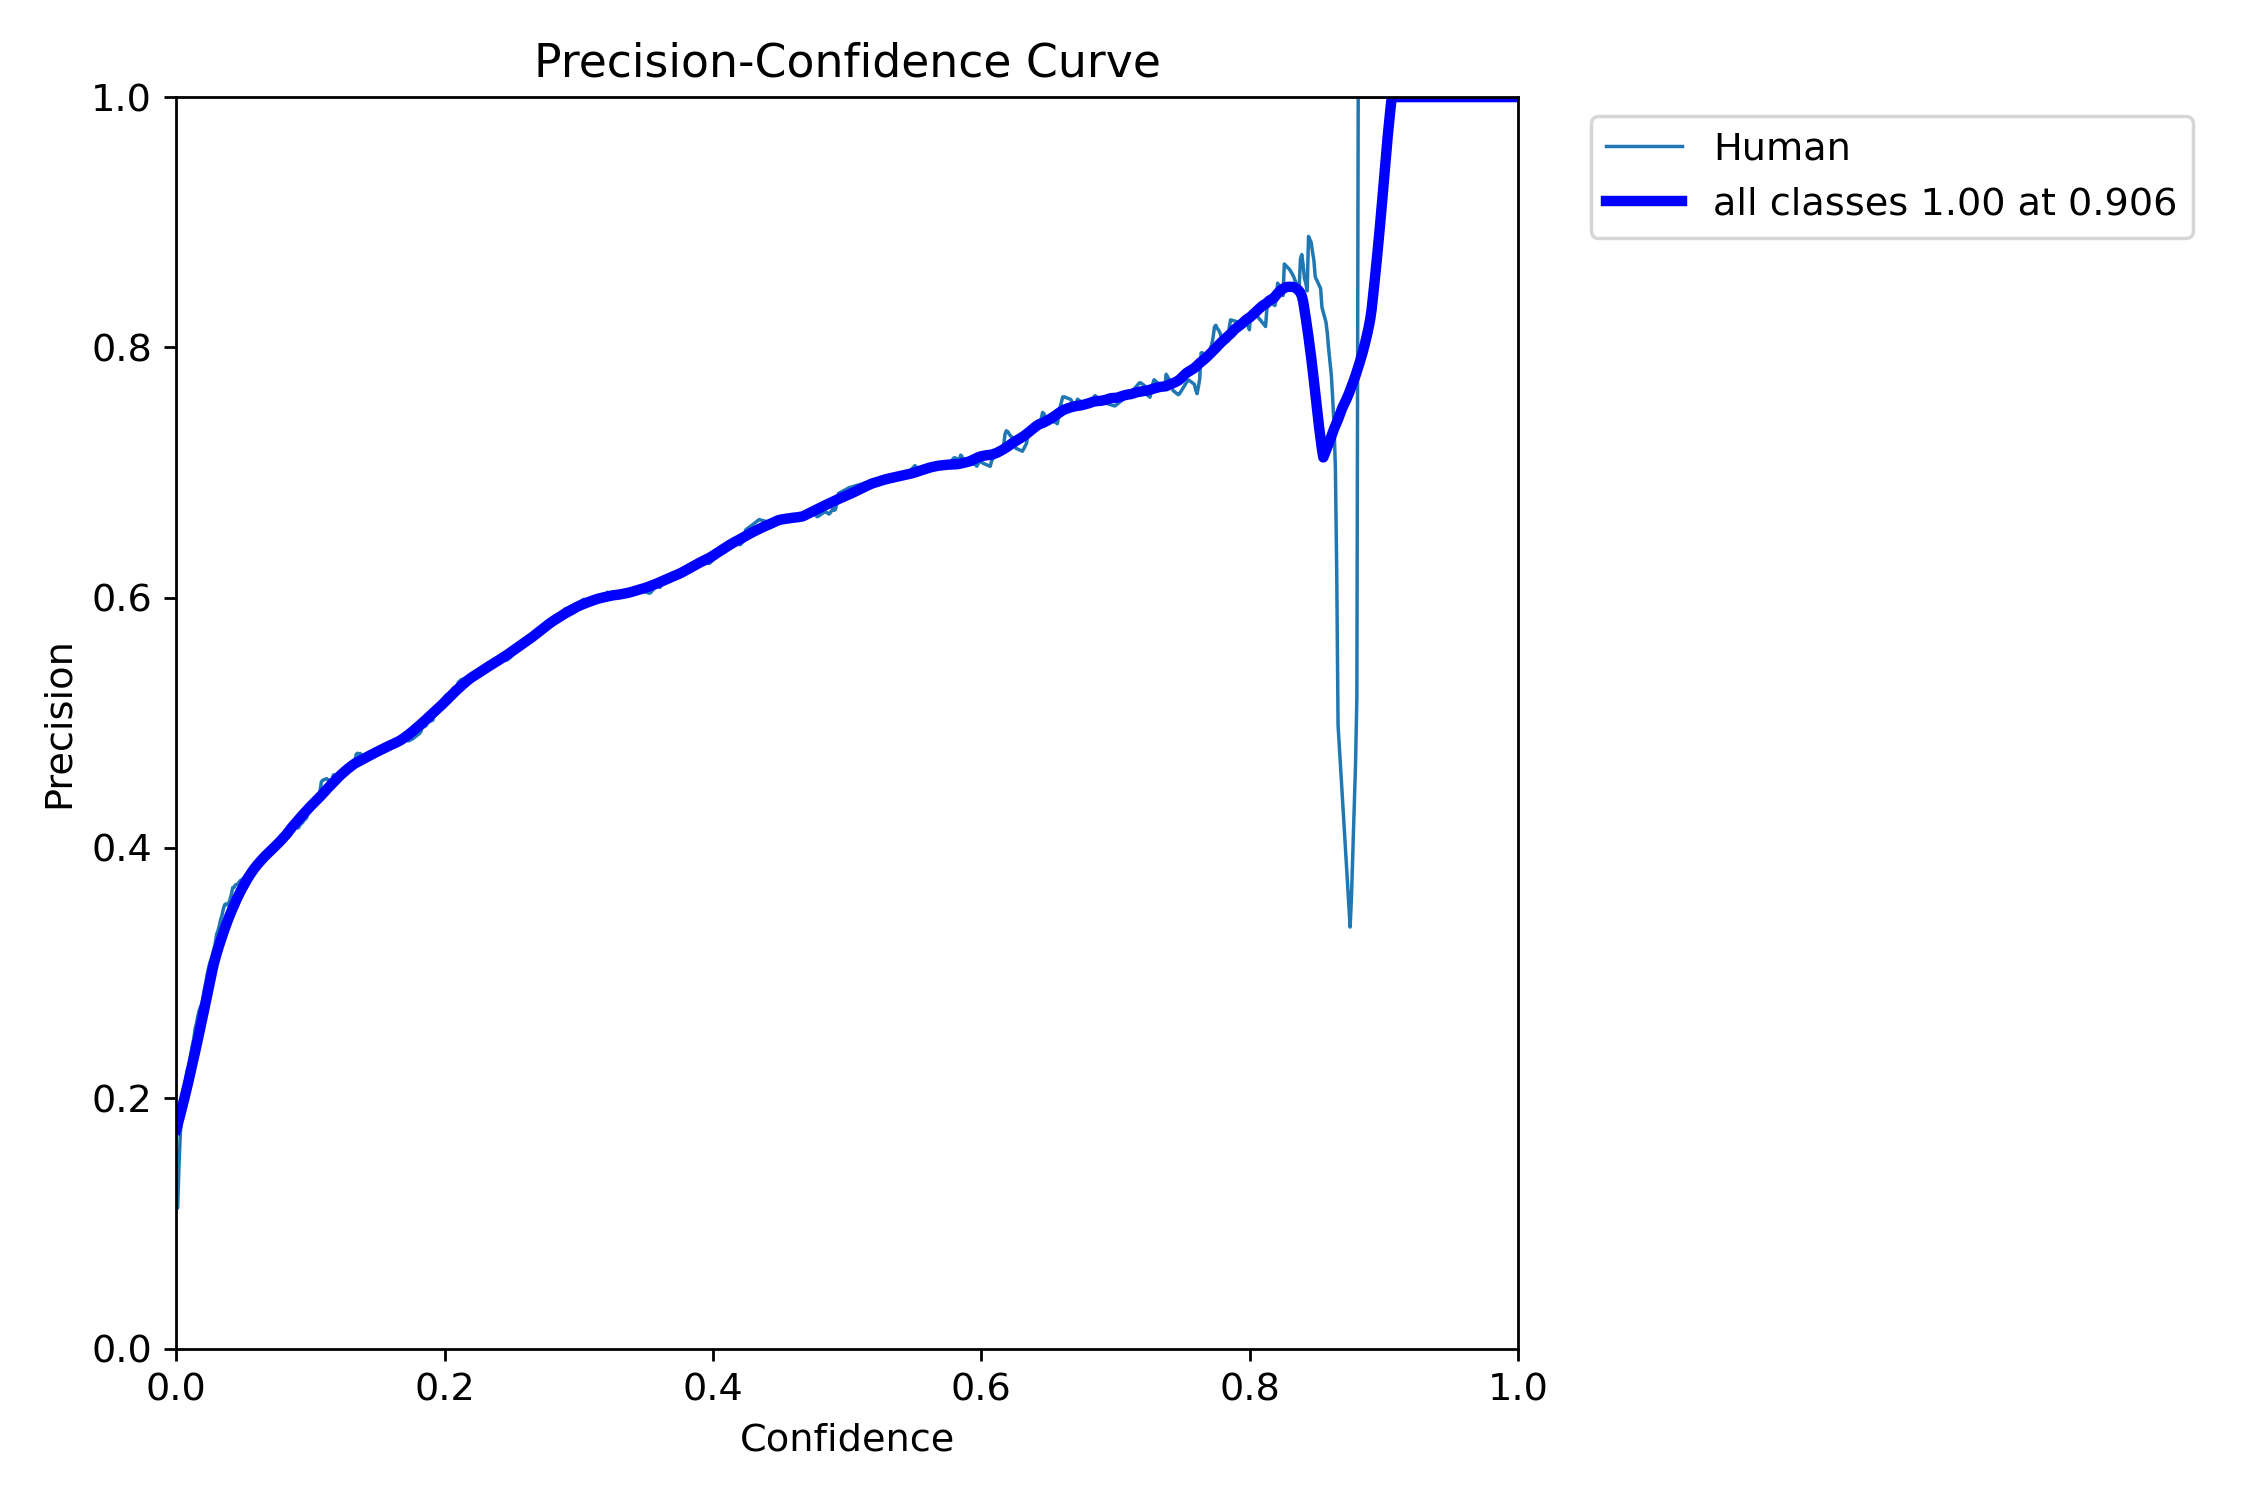 Precision-Confidence Curve
1.0
0.8
0.6
0.4
0.2
0.0
Precision
0.0 0.2 0.4 0.6 0.8 1.0
Confidence
Human
all classes 1.00 at 0.906